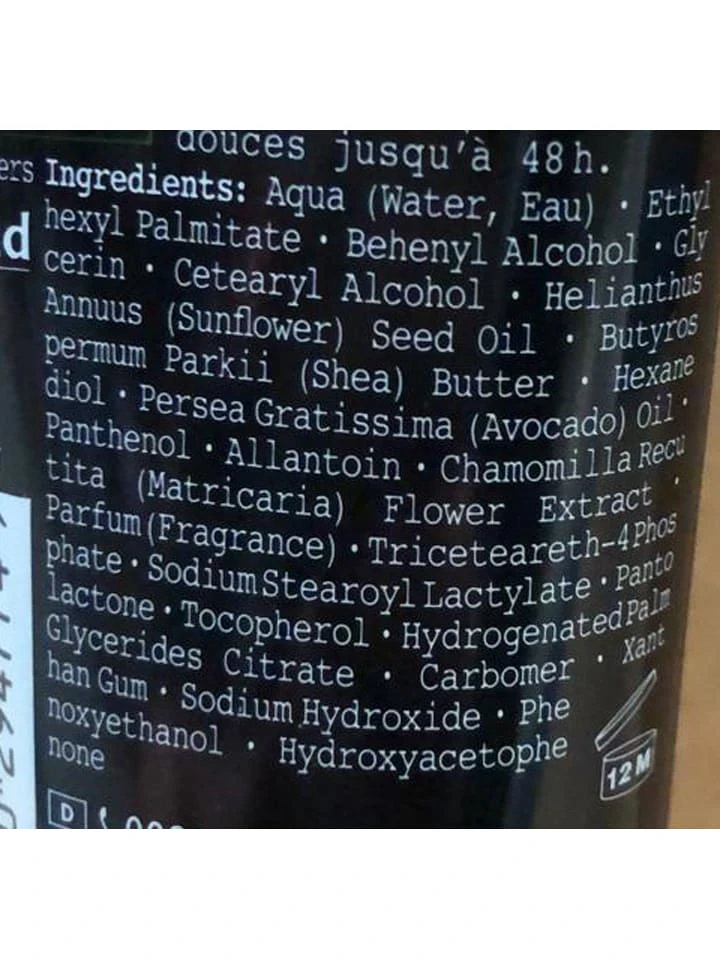 douces jusqu'à 48h.
ers
Ingredients: Aqua (Water, Eau) · Ethyl
hexyl Palmitate · Behenyl Alcohol · Gly
cerin · Cetearyl Alcohol · Helianthus
Annuus (Sunflower) Seed Oil · Butyros
permum Parkii (Shea) Butter · Hexane
diol · Persea Gratissima (Avocado) Oil ·
Panthenol · Allantoin · Chamomilla Recu
tita (Matricaria) Flower Extract ·
Parfum (Fragrance) · Triceteareth-4 Phos
phate · Sodium Stearoyl Lactylate · Panto
lactone · Tocopherol · Hydrogenated Palm
Glycerides Citrate · Carbomer · Xant
han Gum · Sodium Hydroxide · Phe
noxyethanol · Hydroxyacetophe
none
12M
D